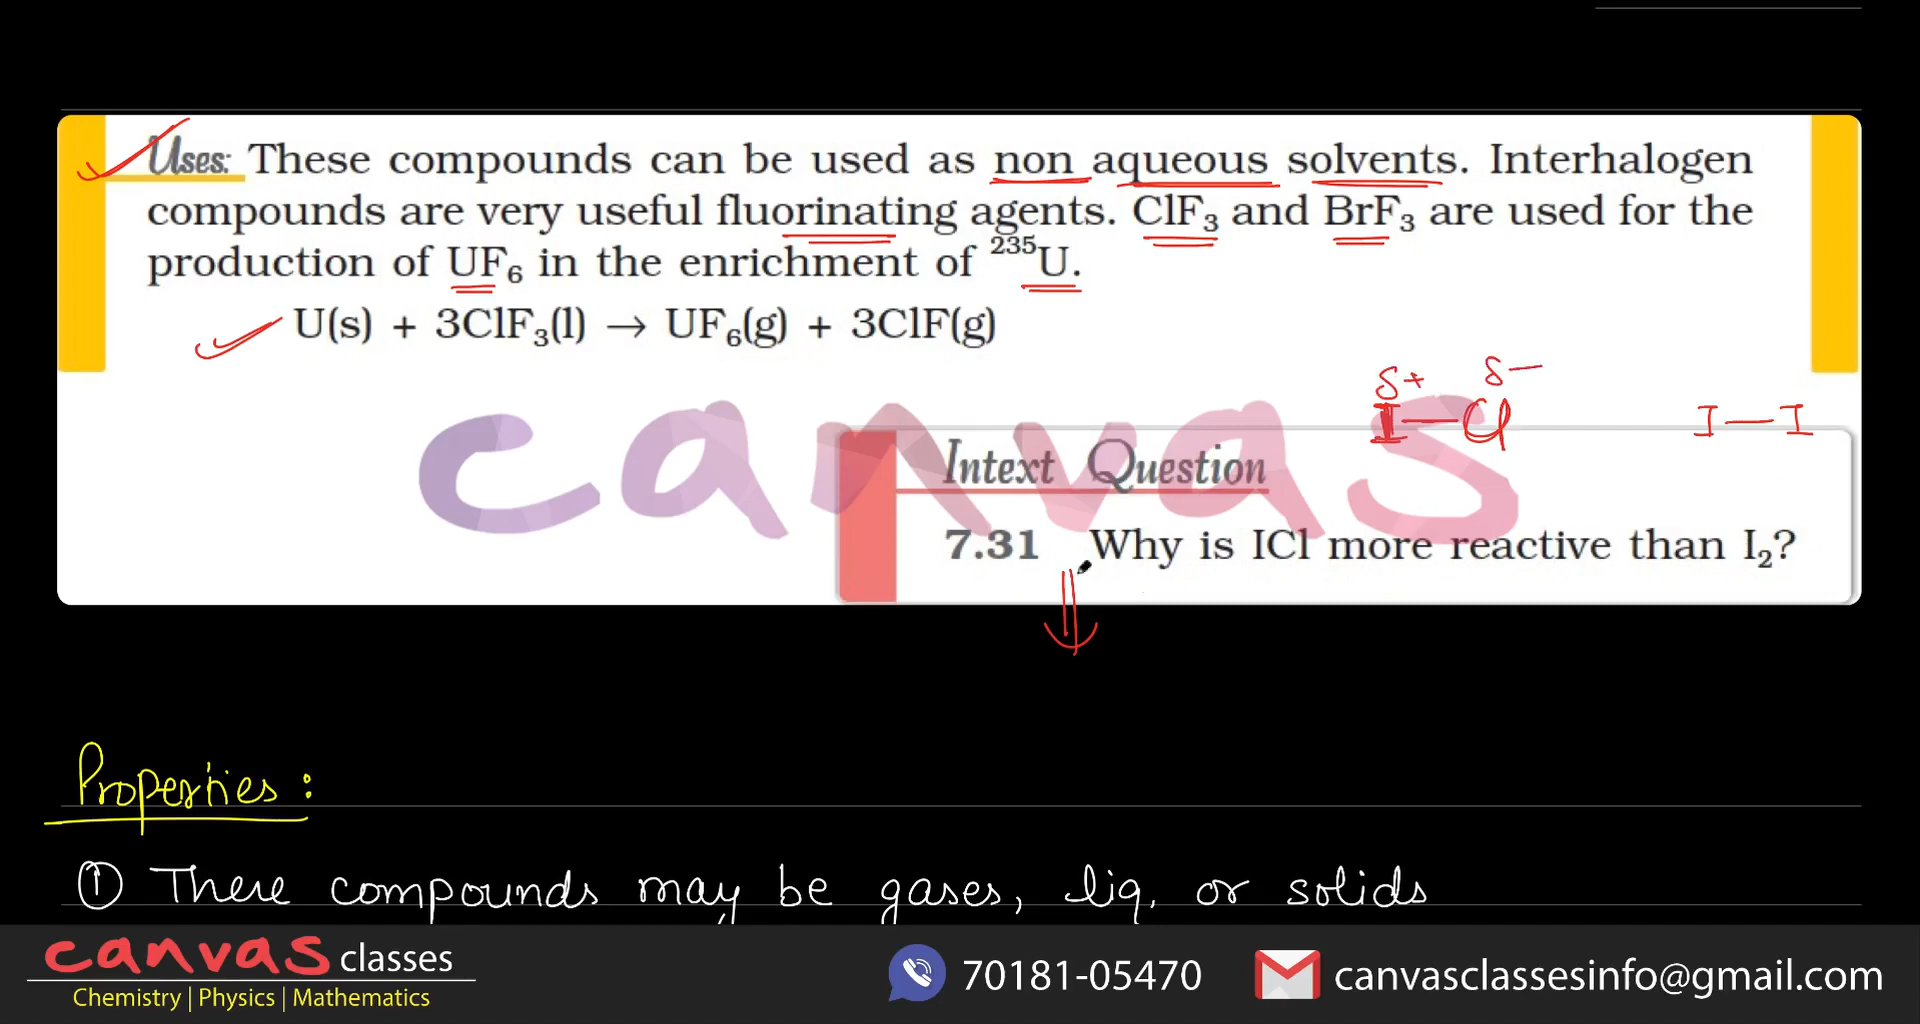 Uses: These compounds can be used as non aqueous solvents. Interhalogen
compounds are very useful fluorinating agents. ClF₃ and BrF₃ are used for the
production of UF₆ in the enrichment of ²³⁵U.
U(s) + 3ClF₃(l) → UF₆(g) + 3ClF(g)
δ+ δ−
I—Cl I—I
canvas
Intext Question
7.31 Why is ICl more reactive than I₂?
Properties:
① These compounds may be gases, liq. or solids
canvas classes
Chemistry | Physics | Mathematics
70181-05470
canvasclassesinfo@gmail.com